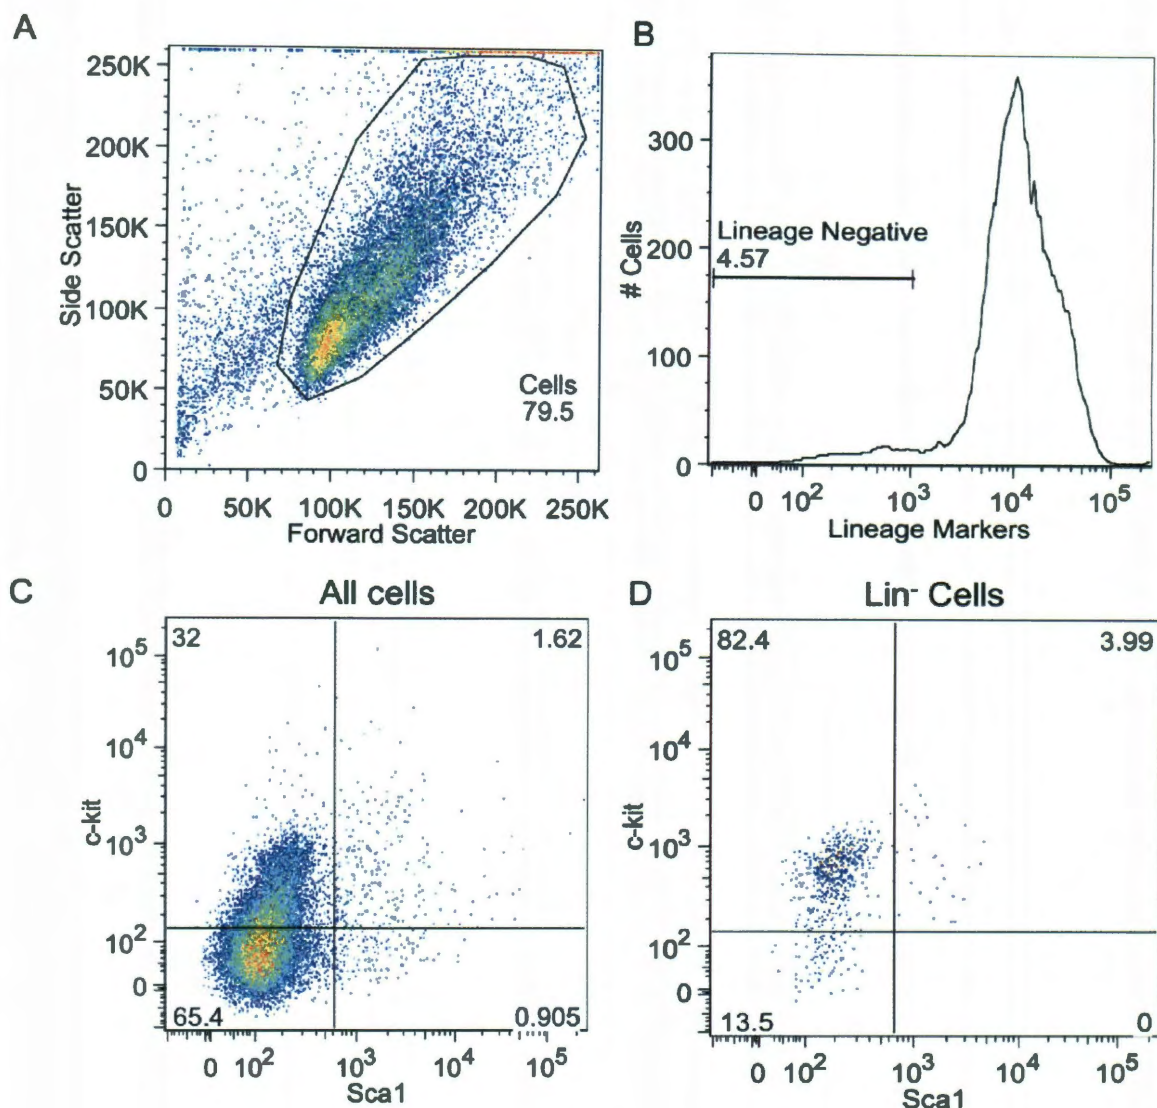 A
250K
200K
150K
100K
50K
0
Side Scatter
Cells
79.5
0 50K 100K 150K 200K 250K
Forward Scatter
B
300
200
100
0
# Cells
Lineage Negative
4.57
0 10² 10³ 10⁴ 10⁵
Lineage Markers
C
All cells
32 1.62
10⁵
10⁴
10³
10²
0
c-kit
65.4 0.905
0 10² 10³ 10⁴ 10⁵
Sca1
D
Lin⁻ Cells
82.4 3.99
10⁵
10⁴
10³
10²
0
c-kit
13.5 0
0 10² 10³ 10⁴ 10⁵
Sca1